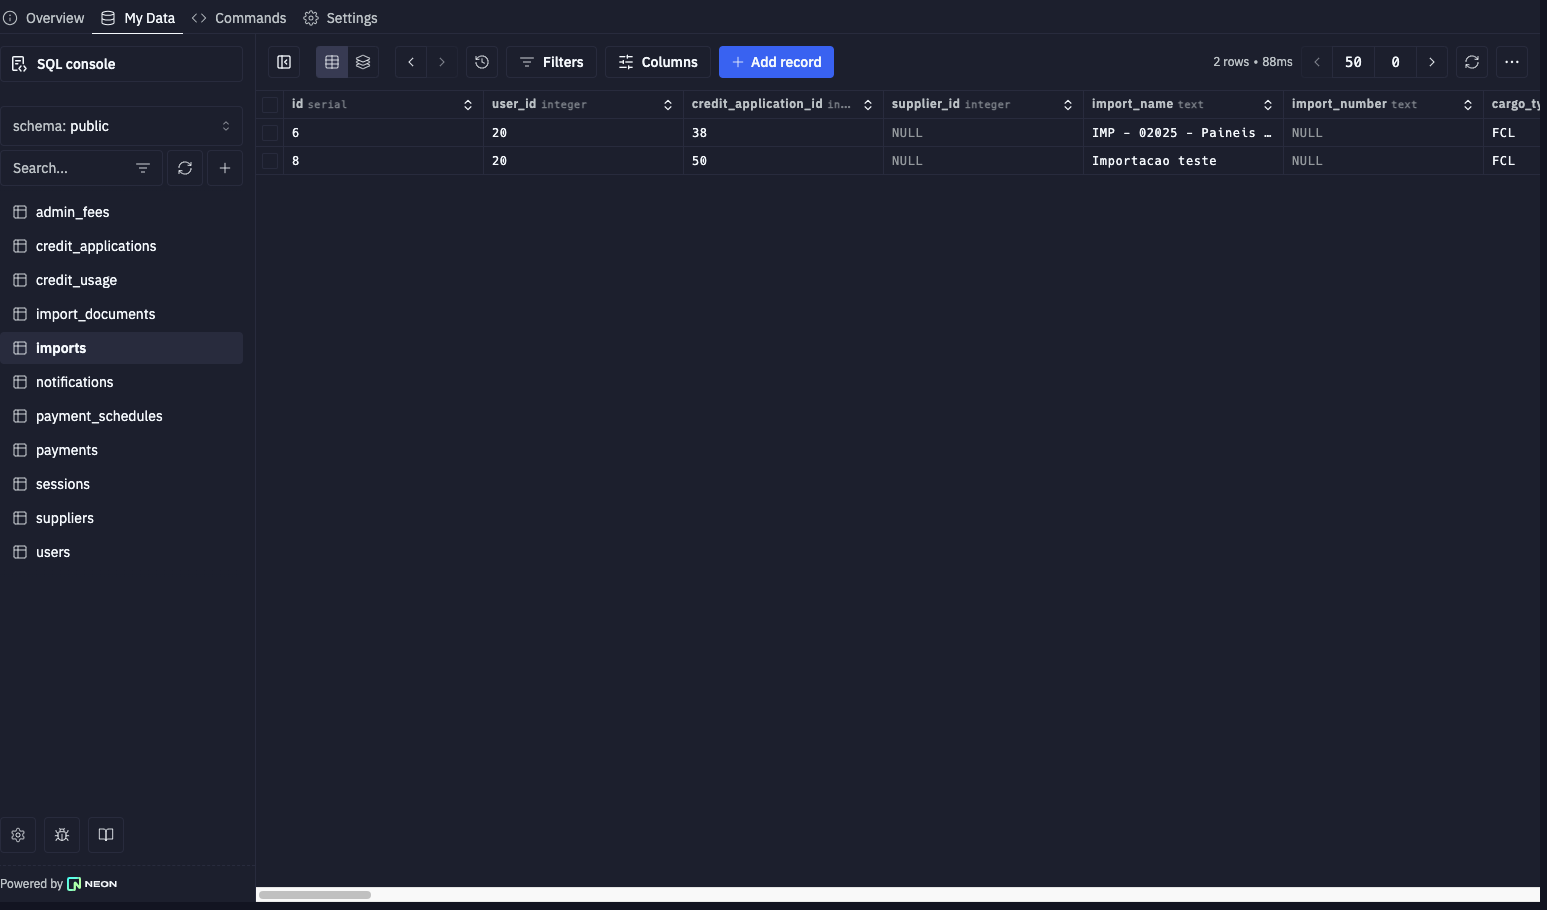 Overview My Data Commands Settings
SQL console
Filters Columns Add record 2 rows • 88ms 50 0
id serial user_id integer credit_application_id in... supplier_id integer import_name text import_number text cargo_ty
6 20 38 NULL IMP - 02025 - Paineis … NULL FCL
8 20 50 NULL Importacao teste NULL FCL
schema: public
Search...
admin_fees
credit_applications
credit_usage
import_documents
imports
notifications
payment_schedules
payments
sessions
suppliers
users
Powered by NEON